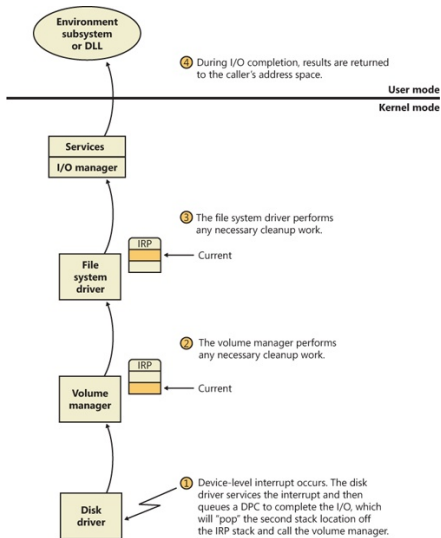 Environment
subsystem
or DLL
4 During I/O completion, results are returned
to the caller's address space.
User mode
Kernel mode
Services
I/O manager
3 The file system driver performs
any necessary cleanup work.
IRP
Current
File
system
driver
2 The volume manager performs
any necessary cleanup work.
IRP
Current
Volume
manager
1 Device-level interrupt occurs. The disk
driver services the interrupt and then
queues a DPC to complete the I/O, which
will "pop" the second stack location off
the IRP stack and call the volume manager.
Disk
driver